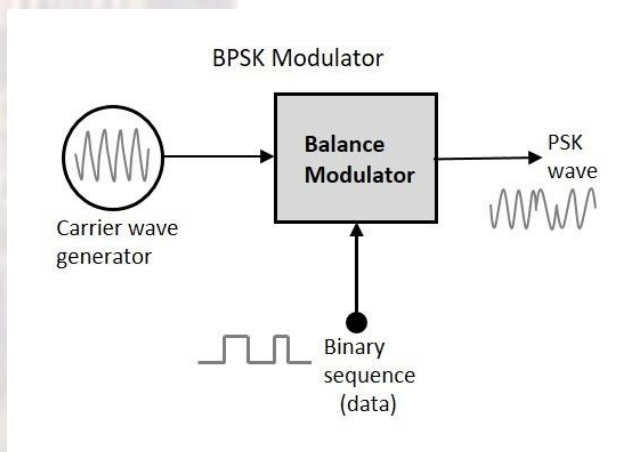 BPSK Modulator
Balance
Modulator
PSK
wave
Carrier wave
generator
Binary
sequence
(data)